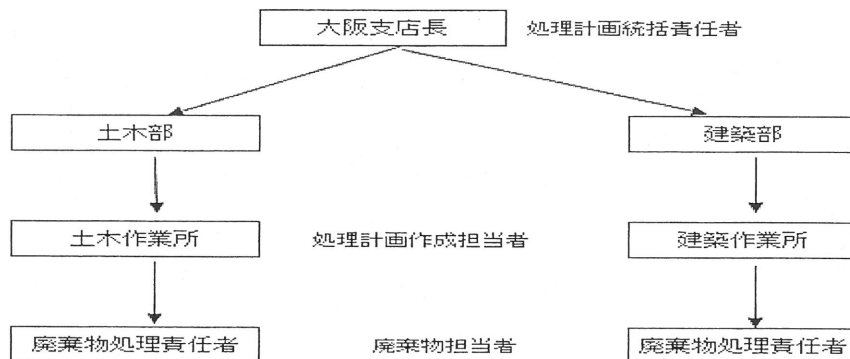 大阪支店長 処理計画統括責任者
土木部 建築部
土木作業所 処理計画作成担当者 建築作業所
廃棄物処理責任者 廃棄物担当者 廃棄物処理責任者